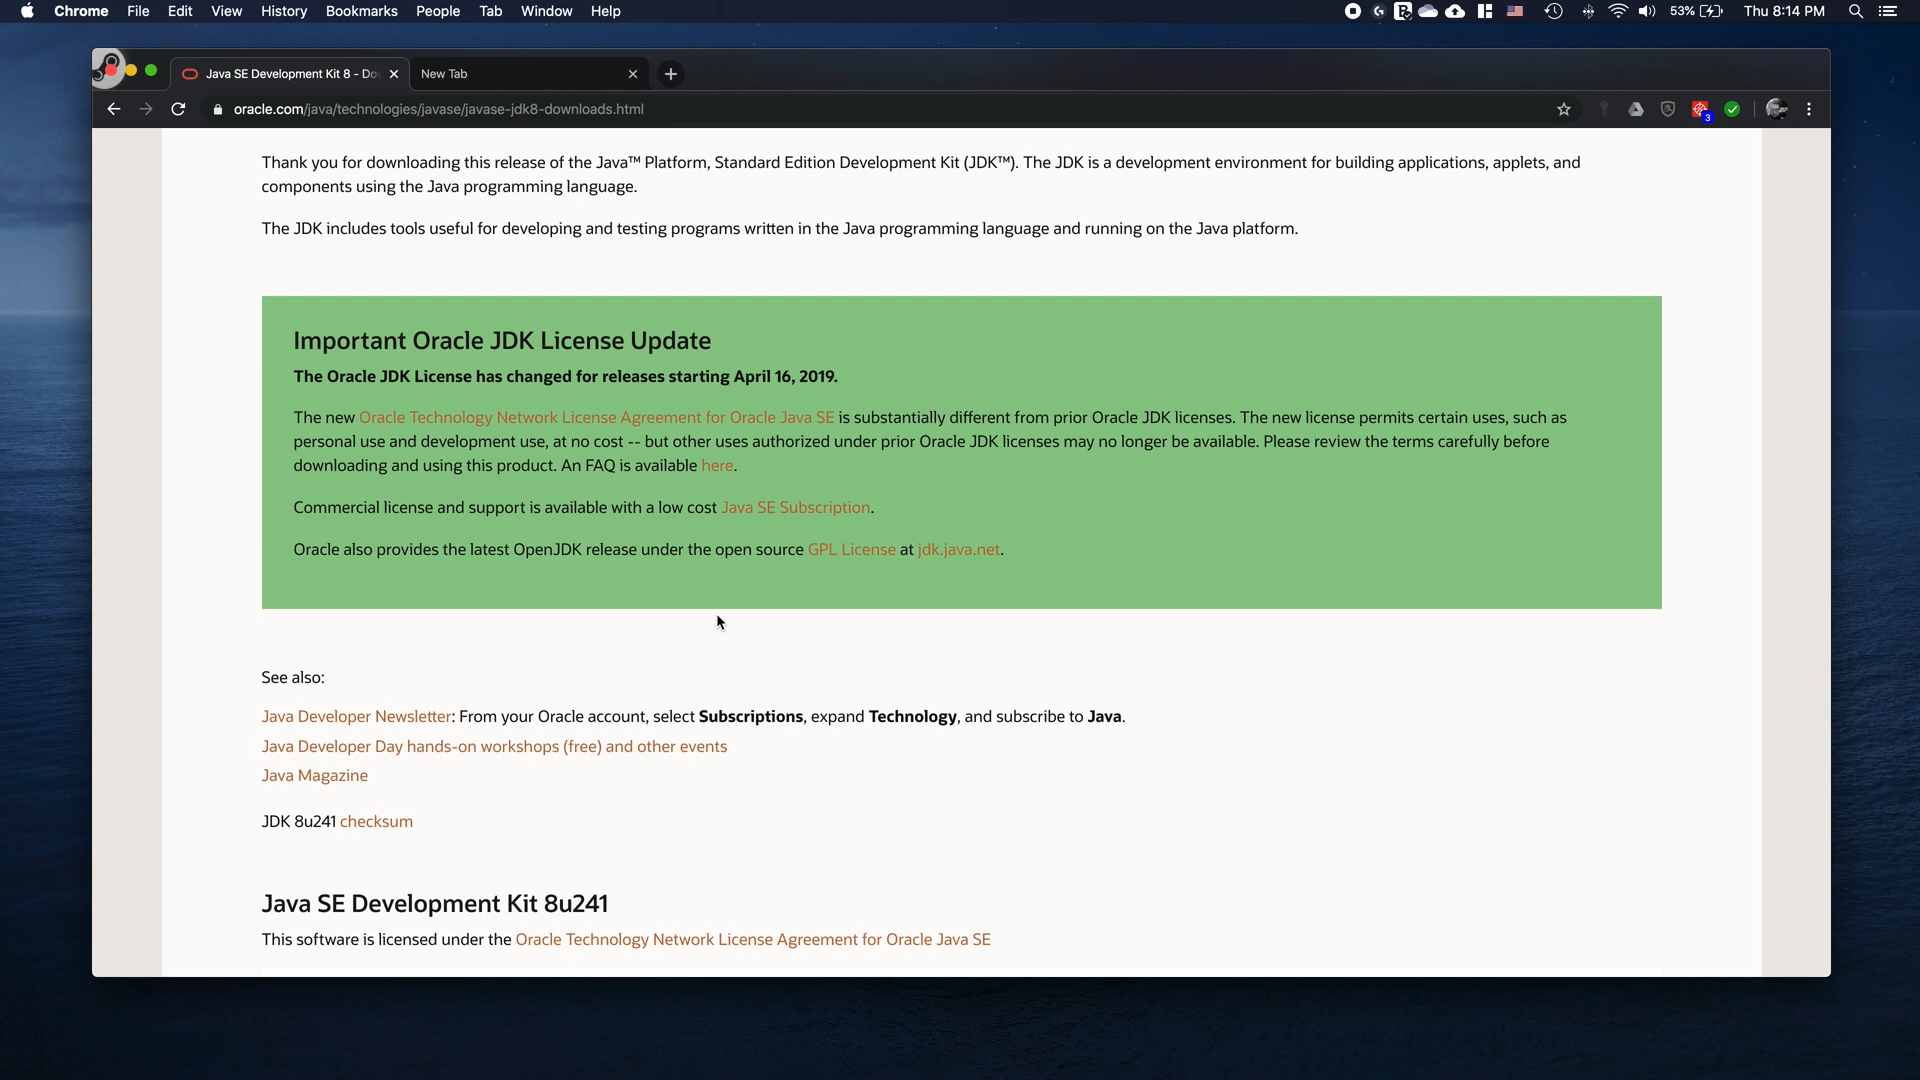 Chrome File Edit View History Bookmarks People Tab Window Help
53% Thu 8:14 PM
Java SE Development Kit 8 - Do
New Tab
oracle.com/java/technologies/javase/javase-jdk8-downloads.html
3
Thank you for downloading this release of the Java™ Platform, Standard Edition Development Kit (JDK™). The JDK is a development environment for building applications, applets, and
components using the Java programming language.
The JDK includes tools useful for developing and testing programs written in the Java programming language and running on the Java platform.
Important Oracle JDK License Update
The Oracle JDK License has changed for releases starting April 16, 2019.
The new Oracle Technology Network License Agreement for Oracle Java SE is substantially different from prior Oracle JDK licenses. The new license permits certain uses, such as
personal use and development use, at no cost -- but other uses authorized under prior Oracle JDK licenses may no longer be available. Please review the terms carefully before
downloading and using this product. An FAQ is available here.
Commercial license and support is available with a low cost Java SE Subscription.
Oracle also provides the latest OpenJDK release under the open source GPL License at jdk.java.net.
See also:
Java Developer Newsletter: From your Oracle account, select Subscriptions, expand Technology, and subscribe to Java.
Java Developer Day hands-on workshops (free) and other events
Java Magazine
JDK 8u241 checksum
Java SE Development Kit 8u241
This software is licensed under the Oracle Technology Network License Agreement for Oracle Java SE